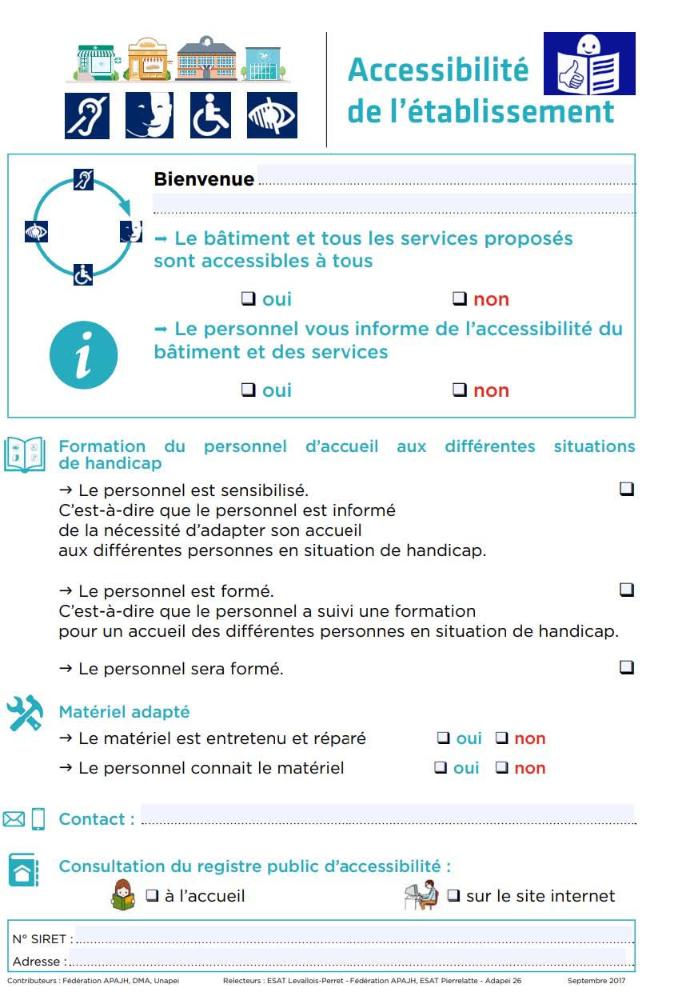 Accessibilité
de l'établissement
Bienvenue
➡ Le bâtiment et tous les services proposés
sont accessibles à tous
❑ oui ❑ non
➡ Le personnel vous informe de l'accessibilité du
bâtiment et des services
❑ oui ❑ non
Formation du personnel d'accueil aux différentes situations
de handicap
→ Le personnel est sensibilisé. ❑
C'est-à-dire que le personnel est informé
de la nécessité d'adapter son accueil
aux différentes personnes en situation de handicap.
→ Le personnel est formé. ❑
C'est-à-dire que le personnel a suivi une formation
pour un accueil des différentes personnes en situation de handicap.
→ Le personnel sera formé. ❑
Matériel adapté
→ Le matériel est entretenu et réparé ❑ oui ❑ non
→ Le personnel connait le matériel ❑ oui ❑ non
Contact :
Consultation du registre public d'accessibilité :
❑ à l'accueil ❑ sur le site internet
N° SIRET :
Adresse :
Contributeurs : Fédération APAJH, DMA, Unapei Relecteurs : ESAT Levallois-Perret - Fédération APAJH, ESAT Pierrelatte - Adapei 26 Septembre 2017